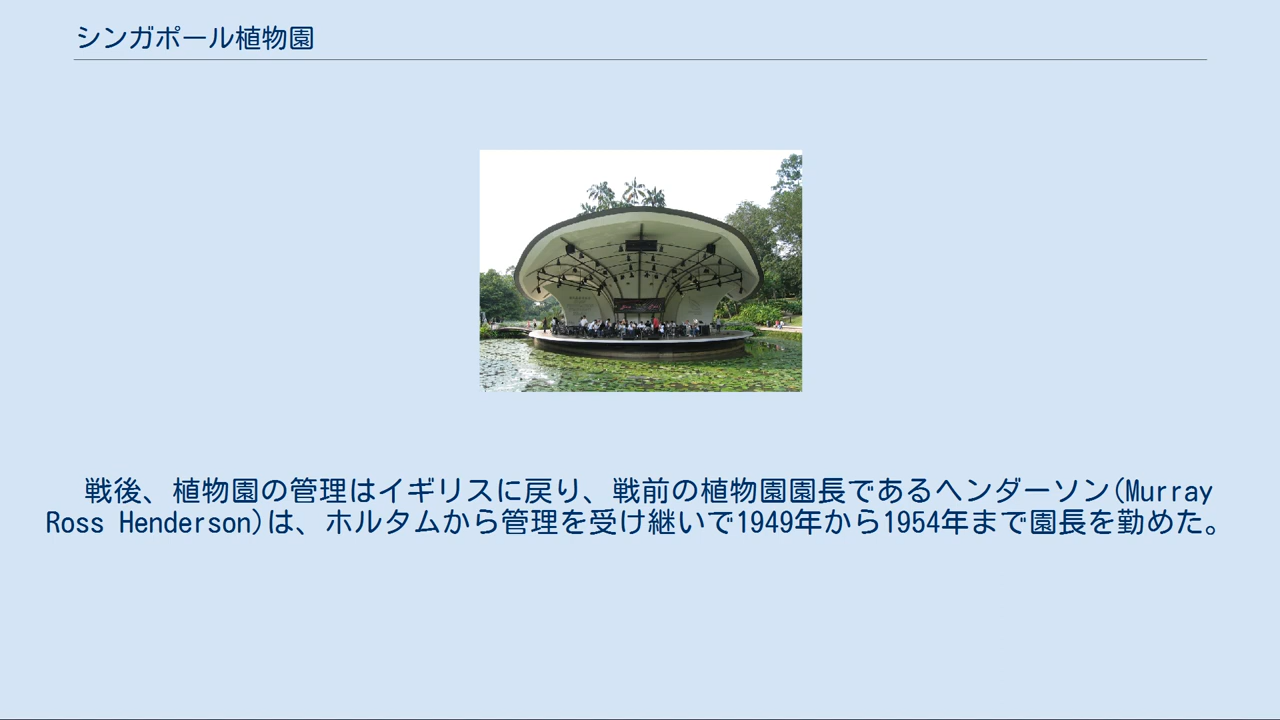 シンガポール植物園
戦後、植物園の管理はイギリスに戻り、戦前の植物園園長であるヘンダーソン(Murray
Ross Henderson)は、ホルタムから管理を受け継いで1949年から1954年まで園長を勤めた。